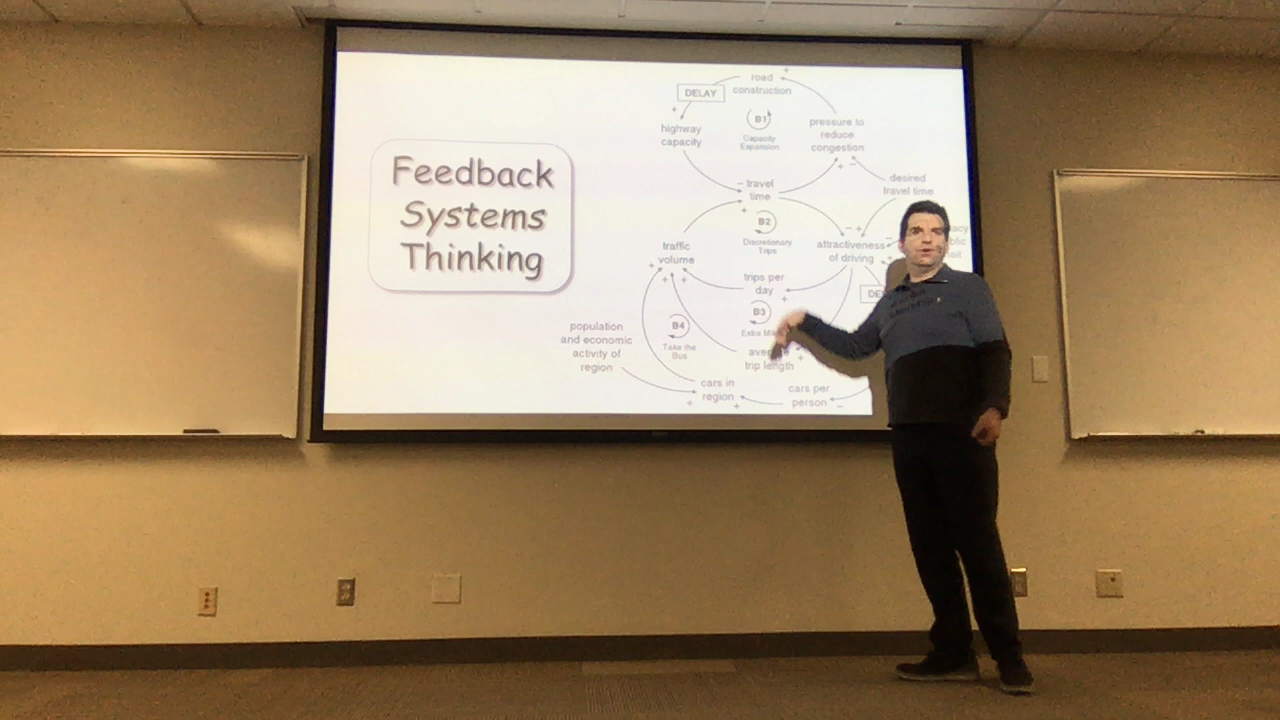 Feedback
Systems
Thinking
road
construction
DELAY
B1
Capacity
Expansion
highway
capacity
pressure to
reduce
congestion
desired
travel time
travel
time
B2
Discretionary
Trips
attractiveness
of driving
traffic
volume
trips per
day
B3
Extra
B4
Take the
Bus
population
and economic
activity of
region
trip length
cars in
region
cars per
person